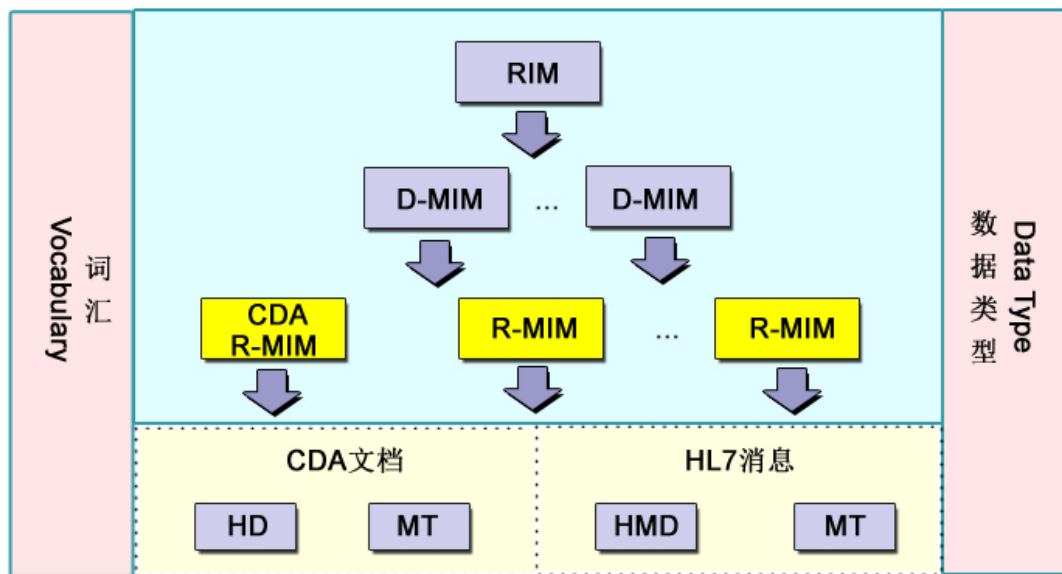 RIM
D-MIM
...
D-MIM
Vocabulary
词汇
CDA
R-MIM
R-MIM
...
R-MIM
Data Type
数据类型
CDA文档
HL7消息
HD
MT
HMD
MT